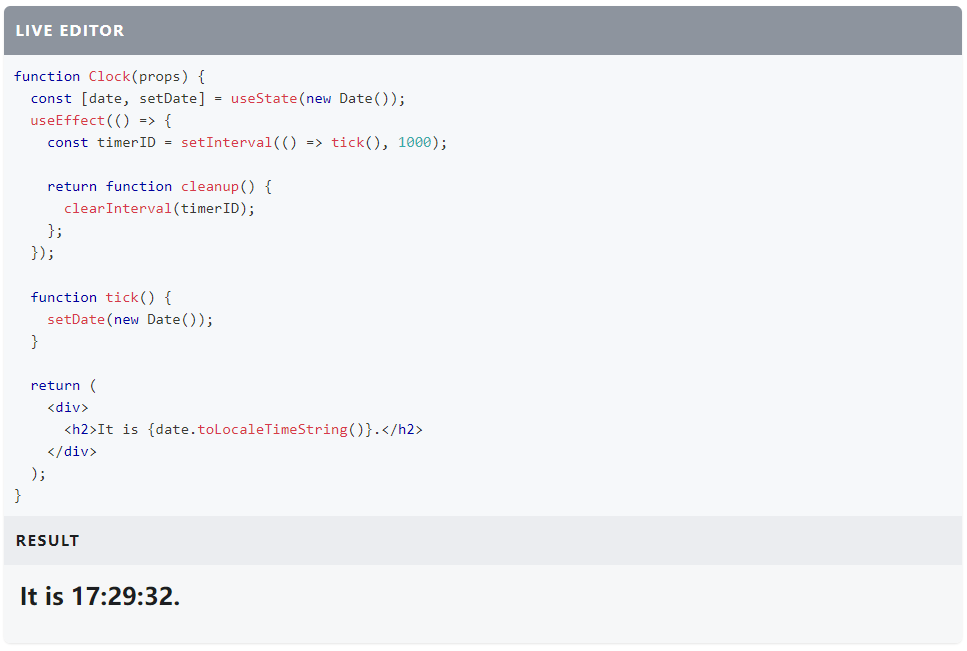 LIVE EDITOR
function Clock(props) {
  const [date, setDate] = useState(new Date());
  useEffect(() => {
    const timerID = setInterval(() => tick(), 1000);

    return function cleanup() {
      clearInterval(timerID);
    };
  });

  function tick() {
    setDate(new Date());
  }

  return (
    <div>
      <h2>It is {date.toLocaleTimeString()}.</h2>
    </div>
  );
}
RESULT
It is 17:29:32.